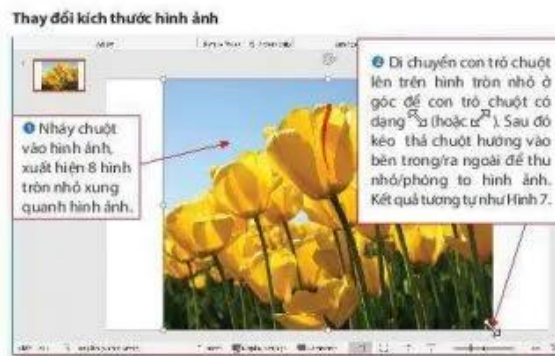 Thay đổi kích thước hình ảnh
❶ Nháy chuột
vào hình ảnh,
xuất hiện 8 hình
tròn nhỏ xung
quanh hình ảnh.
❷ Di chuyển con trỏ chuột
lên trên hình tròn nhỏ ở
góc để con trỏ chuột có
dạng (hoặc ). Sau đó
kéo thả chuột hướng vào
bên trong/ra ngoài để thu
nhỏ/phóng to hình ảnh.
Kết quả tương tự như Hình 7.